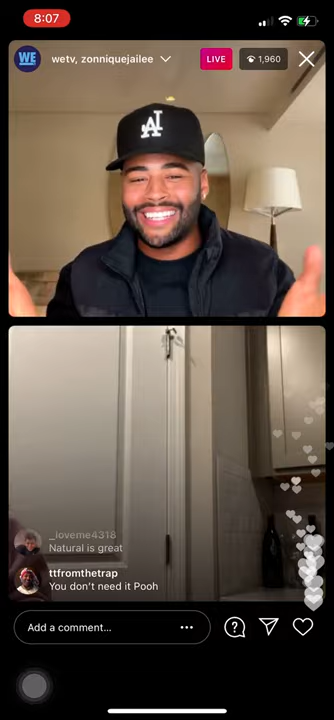 8:07
WE
wetv, zonniquejailee
LIVE
1,960
LA
_loveme4318
Natural is great
ttfromthetrap
You don't need it Pooh
Add a comment...